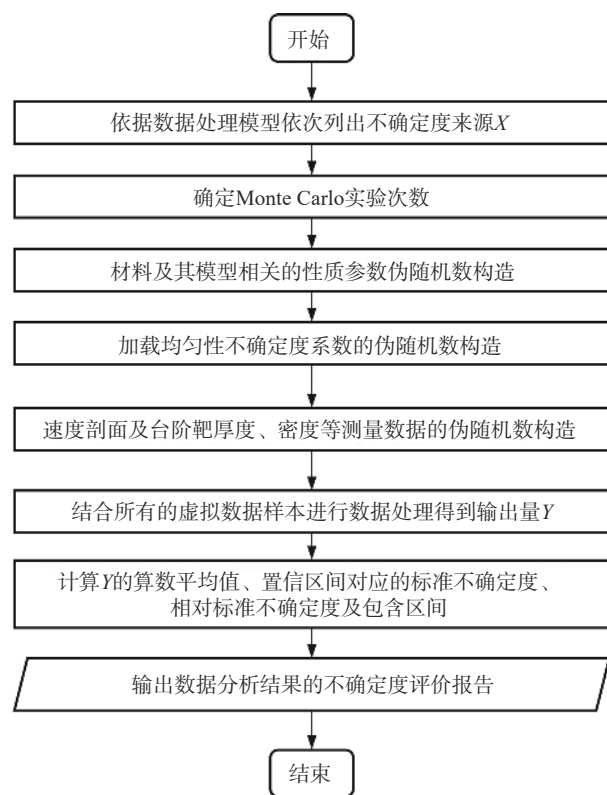 开始
依据数据处理模型依次列出不确定度来源X
确定Monte Carlo实验次数
材料及其模型相关的性质参数伪随机数构造
加载均匀性不确定度系数的伪随机数构造
速度剖面及台阶靶厚度、密度等测量数据的伪随机数构造
结合所有的虚拟数据样本进行数据处理得到输出量Y
计算Y的算数平均值、置信区间对应的标准不确定度、
相对标准不确定度及包含区间
输出数据分析结果的不确定度评价报告
结束